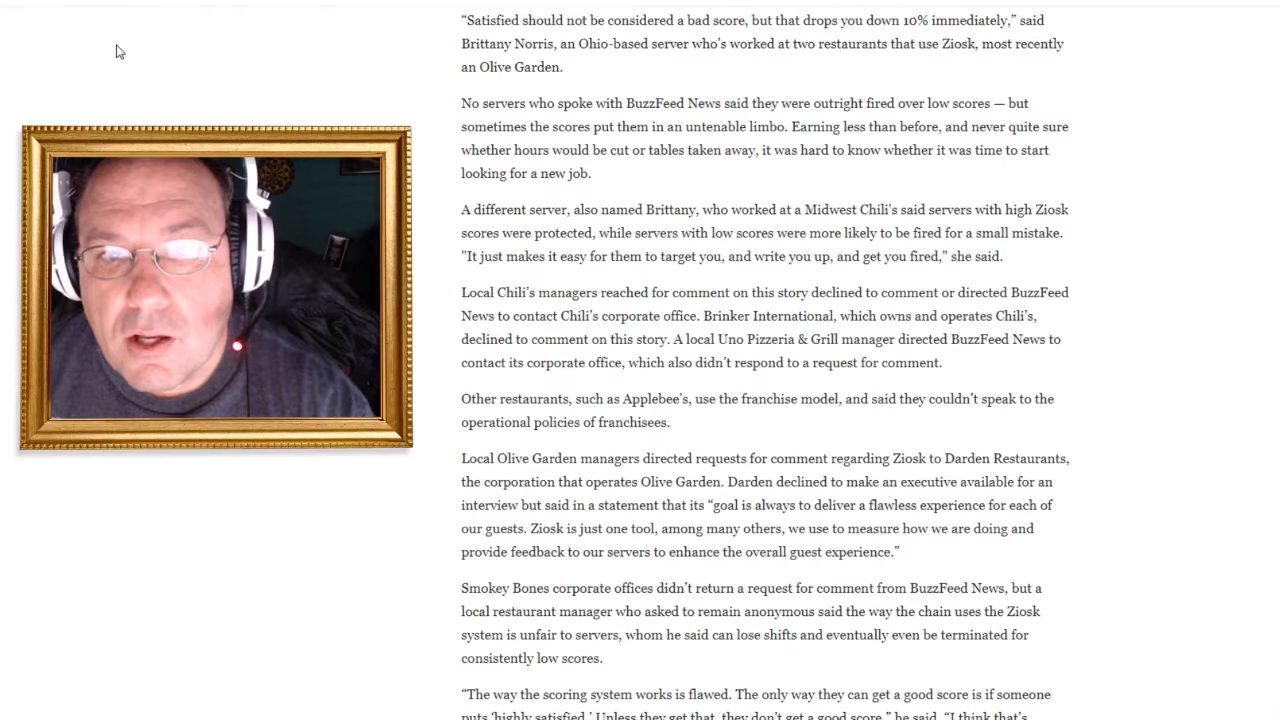 “Satisfied should not be considered a bad score, but that drops you down 10% immediately,” said
Brittany Norris, an Ohio-based server who’s worked at two restaurants that use Ziosk, most recently
an Olive Garden.
No servers who spoke with BuzzFeed News said they were outright fired over low scores — but
sometimes the scores put them in an untenable limbo. Earning less than before, and never quite sure
whether hours would be cut or tables taken away, it was hard to know whether it was time to start
looking for a new job.
A different server, also named Brittany, who worked at a Midwest Chili's said servers with high Ziosk
scores were protected, while servers with low scores were more likely to be fired for a small mistake.
"It just makes it easy for them to target you, and write you up, and get you fired," she said.
Local Chili’s managers reached for comment on this story declined to comment or directed BuzzFeed
News to contact Chili’s corporate office. Brinker International, which owns and operates Chili’s,
declined to comment on this story. A local Uno Pizzeria & Grill manager directed BuzzFeed News to
contact its corporate office, which also didn’t respond to a request for comment.
Other restaurants, such as Applebee’s, use the franchise model, and said they couldn’t speak to the
operational policies of franchisees.
Local Olive Garden managers directed requests for comment regarding Ziosk to Darden Restaurants,
the corporation that operates Olive Garden. Darden declined to make an executive available for an
interview but said in a statement that its “goal is always to deliver a flawless experience for each of
our guests. Ziosk is just one tool, among many others, we use to measure how we are doing and
provide feedback to our servers to enhance the overall guest experience.”
Smokey Bones corporate offices didn’t return a request for comment from BuzzFeed News, but a
local restaurant manager who asked to remain anonymous said the way the chain uses the Ziosk
system is unfair to servers, whom he said can lose shifts and eventually even be terminated for
consistently low scores.
“The way the scoring system works is flawed. The only way they can get a good score is if someone
puts ‘highly satisfied.’ Unless they get that, they don’t get a good score,” he said. “I think that’s